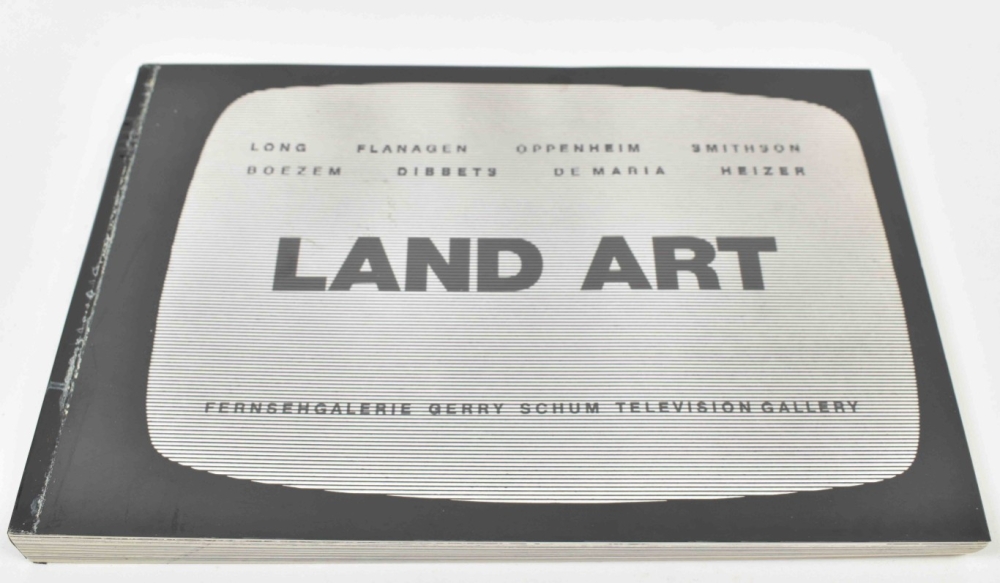 LONG FLANAGEN OPPENHEIM SMITHSON
BOEZEM DIBBETS DE MARIA HEIZER
LAND ART
FERNSEHGALERIE GERRY SCHUM TELEVISION GALLERY